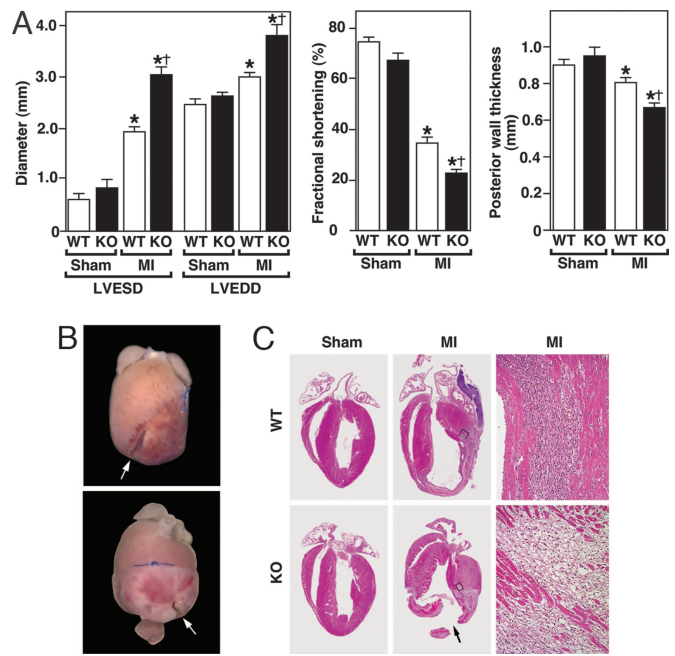 A
Diameter (mm)
4.0
3.0
2.0
1.0
0
*
*†
*
*†
WT KO WT KO WT KO WT KO
Sham MI Sham MI
LVESD LVEDD
Fractional shortening (%)
80
60
40
20
0
*
*†
WT KO WT KO
Sham MI
Posterior wall thickness
(mm)
1.0
0.8
0.6
0.4
0.2
0
*
*†
WT KO WT KO
Sham MI
B
C
Sham MI MI
WT
KO